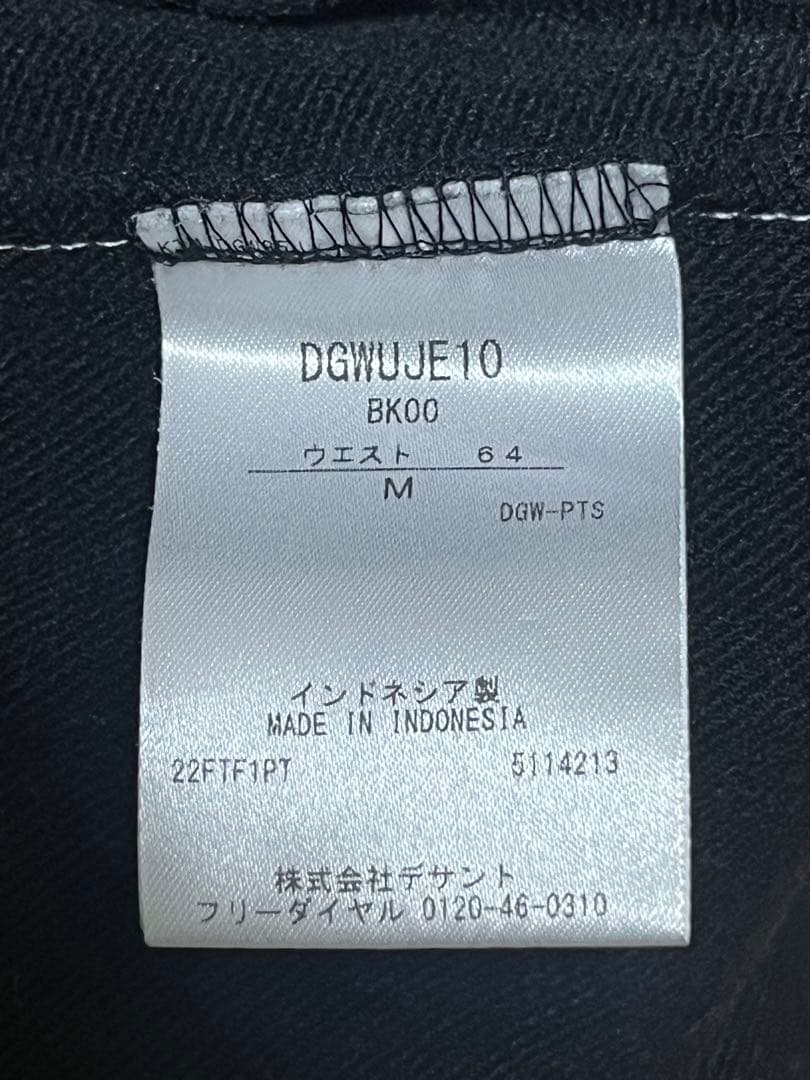 DGWUJE10
BK00
ウエスト 64
M
DGW-PTS
インドネシア製
MADE IN INDONESIA
22FTF1PT 5114213
株式会社デサント
フリーダイヤル 0120-46-0310